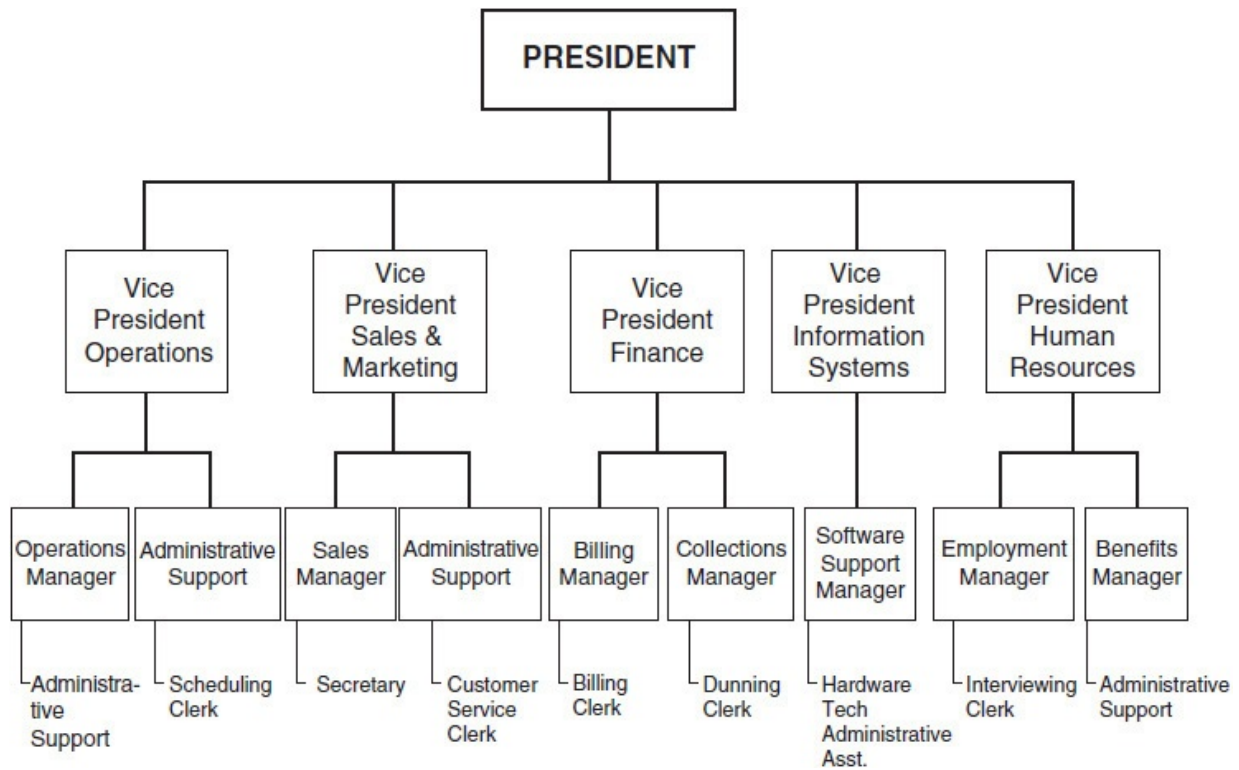 PRESIDENT
Vice
President
Operations
Vice
President
Sales &
Marketing
Vice
President
Finance
Vice
President
Information
Systems
Vice
President
Human
Resources
Operations
Manager
Administrative
Support
Sales
Manager
Administrative
Support
Billing
Manager
Collections
Manager
Software
Support
Manager
Employment
Manager
Benefits
Manager
Administra-
tive
Support
Scheduling
Clerk
Secretary
Customer
Service
Clerk
Billing
Clerk
Dunning
Clerk
Hardware
Tech
Administrative
Asst.
Interviewing
Clerk
Administrative
Support